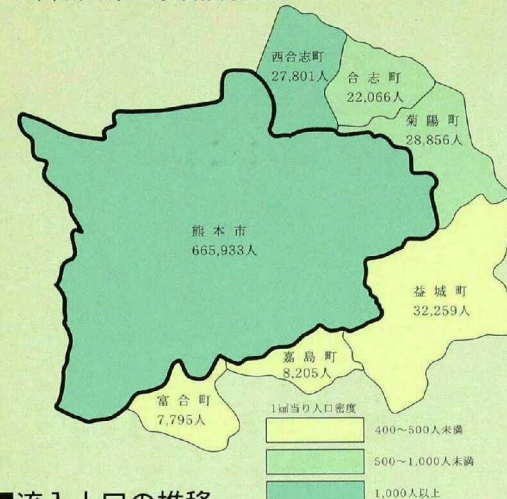 西合志町
27,801人
合志町
22,066人
菊陽町
28,856人
熊本市
665,933人
益城町
32,259人
嘉島町
8,205人
富合町
7,795人
1㎢当り人口密度
400〜500人未満
500〜1,000人未満
1,000人以上
■流入人口の推移